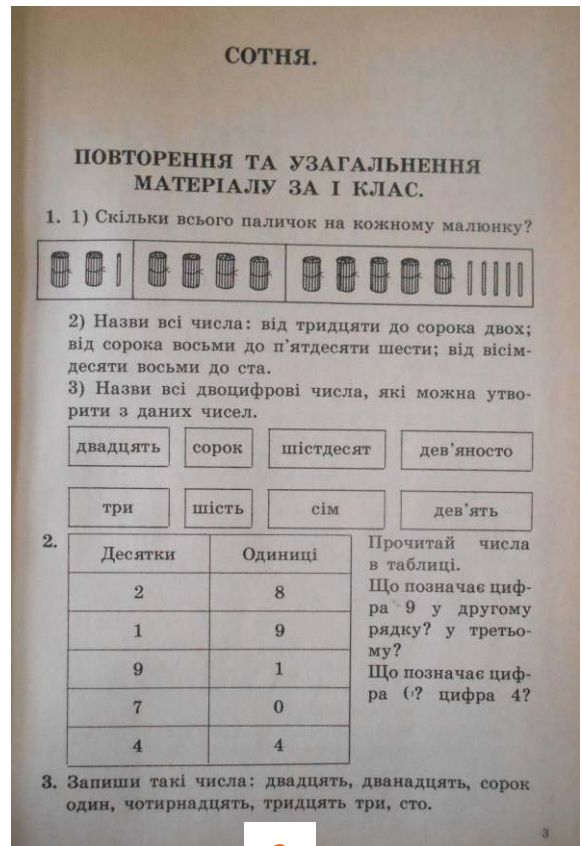 СОТНЯ.
ПОВТОРЕННЯ ТА УЗАГАЛЬНЕННЯ
МАТЕРІАЛУ ЗА І КЛАС.
1. 1) Скільки всього паличок на кожному малюнку?
2) Назви всі числа: від тридцяти до сорока двох;
від сорока восьми до п'ятдесяти шести; від вісім-
десяти восьми до ста.
3) Назви всі двоцифрові числа, які можна утво-
рити з даних чисел.
двадцять сорок шістдесят дев'яносто
три шість сім дев'ять
2.
Десятки Одиниці
2 8
1 9
9 1
7 0
4 4
Прочитай числа
в таблиці.
Що позначає циф-
ра 9 у другому
рядку? у третьо-
му?
Що позначає циф-
ра 0? цифра 4?
3. Запиши такі числа: двадцять, дванадцять, сорок
один, чотирнадцять, тридцять три, сто.
3